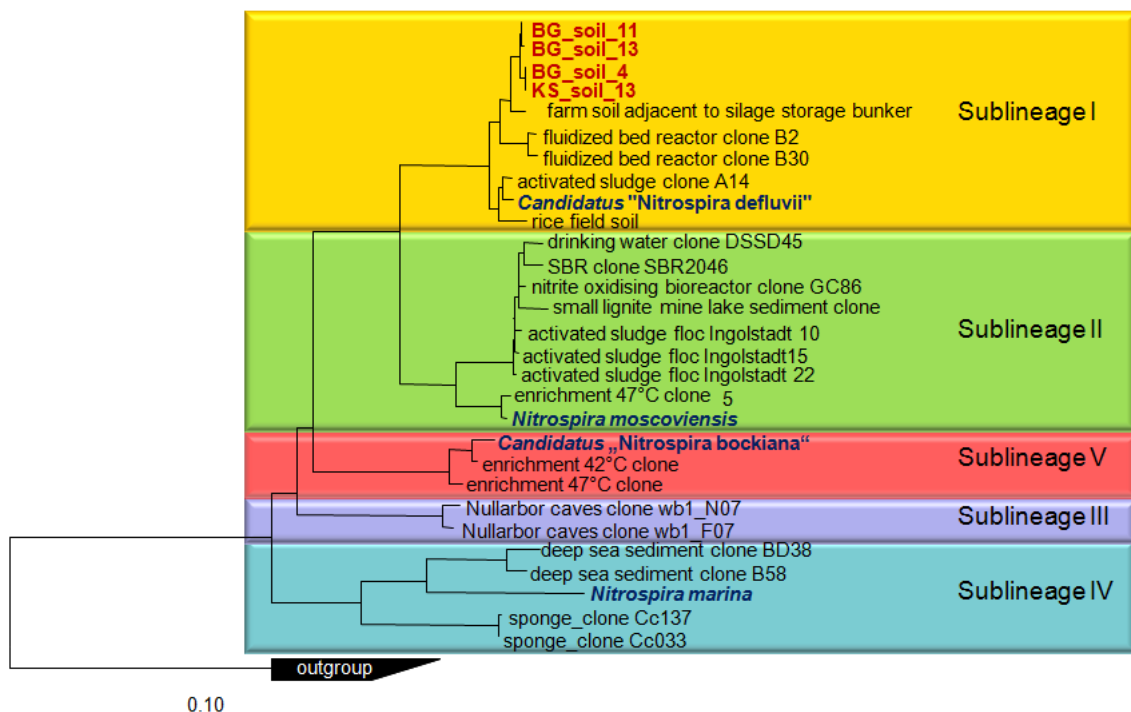 BG_soil_11
BG_soil_13
BG_soil_4
KS_soil_13
farm soil adjacent to silage storage bunker
Sublineage I
fluidized bed reactor clone B2
fluidized bed reactor clone B30
activated sludge clone A14
Candidatus "Nitrospira defluvii"
rice field soil
drinking water clone DSSD45
SBR clone SBR2046
nitrite oxidising bioreactor clone GC86
small lignite mine lake sediment clone
Sublineage II
activated sludge floc Ingolstadt 10
activated sludge floc Ingolstadt15
activated sludge floc Ingolstadt 22
enrichment 47°C clone 5
Nitrospira moscoviensis
Candidatus „Nitrospira bockiana“
Sublineage V
enrichment 42°C clone
enrichment 47°C clone
Nullarbor caves clone wb1_N07
Sublineage III
Nullarbor caves clone wb1_F07
deep sea sediment clone BD38
deep sea sediment clone B58
Nitrospira marina
Sublineage IV
sponge_clone Cc137
sponge_clone Cc033
outgroup
0.10